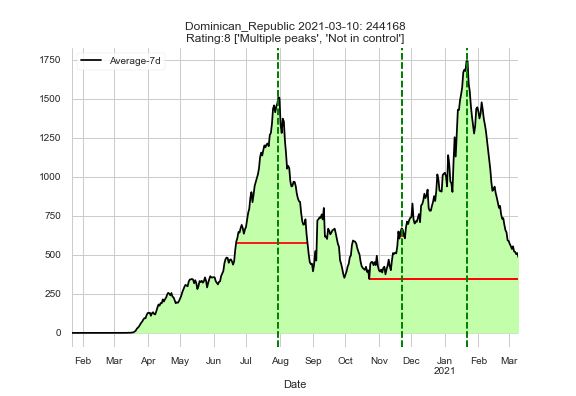 Dominican_Republic 2021-03-10: 244168
Rating:8 ['Multiple peaks', 'Not in control']
Average-7d
1750
1500
1250
1000
750
500
250
0
Feb Mar Apr May Jun Jul Aug Sep Oct Nov Dec Jan Feb Mar
2021
Date